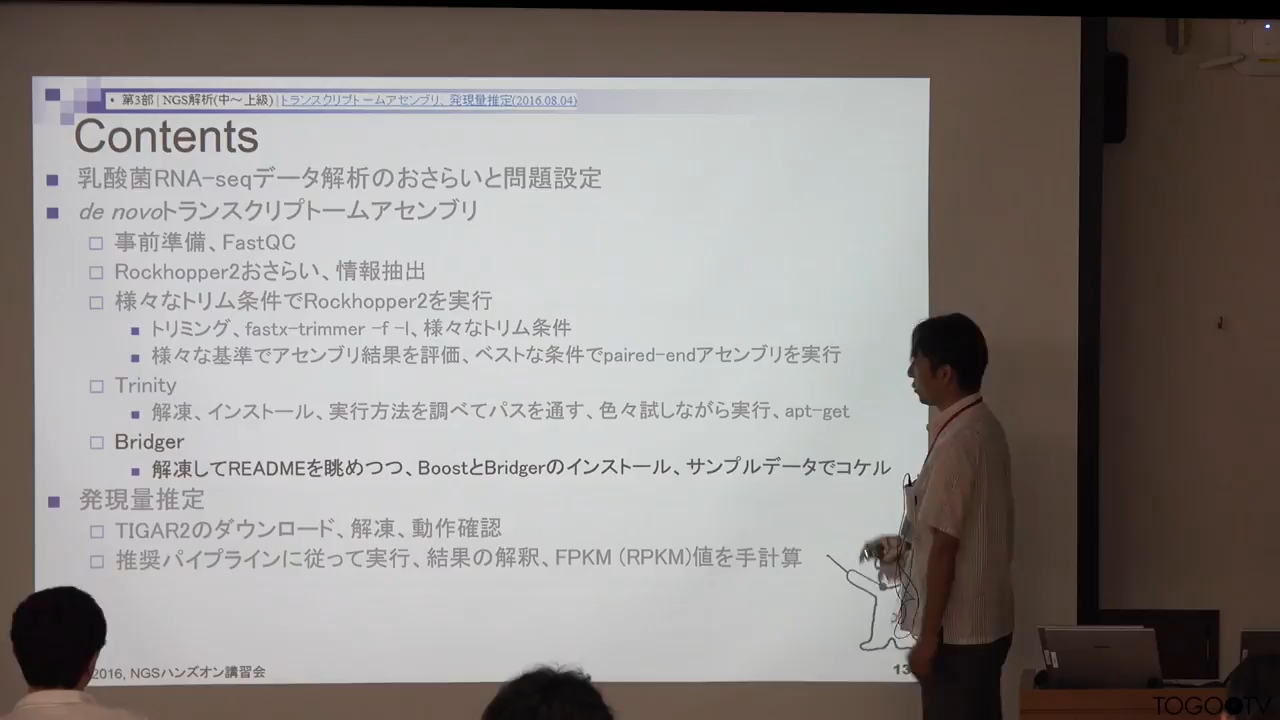 • 第3部 | NGS解析(中～上級) | トランスクリプトームアセンブリ、発現量推定(2016.08.04)
Contents
乳酸菌RNA-seqデータ解析のおさらいと問題設定
de novoトランスクリプトームアセンブリ
事前準備、FastQC
Rockhopper2おさらい、情報抽出
様々なトリム条件でRockhopper2を実行
トリミング、fastx-trimmer -f -l、様々なトリム条件
様々な基準でアセンブリ結果を評価、ベストな条件でpaired-endアセンブリを実行
Trinity
解凍、インストール、実行方法を調べてパスを通す、色々試しながら実行、apt-get
Bridger
解凍してREADMEを眺めつつ、BoostとBridgerのインストール、サンプルデータでコケル
発現量推定
TIGAR2のダウンロード、解凍、動作確認
推奨パイプラインに従って実行、結果の解釈、FPKM (RPKM)値を手計算
2016, NGSハンズオン講習会
TOGOTV